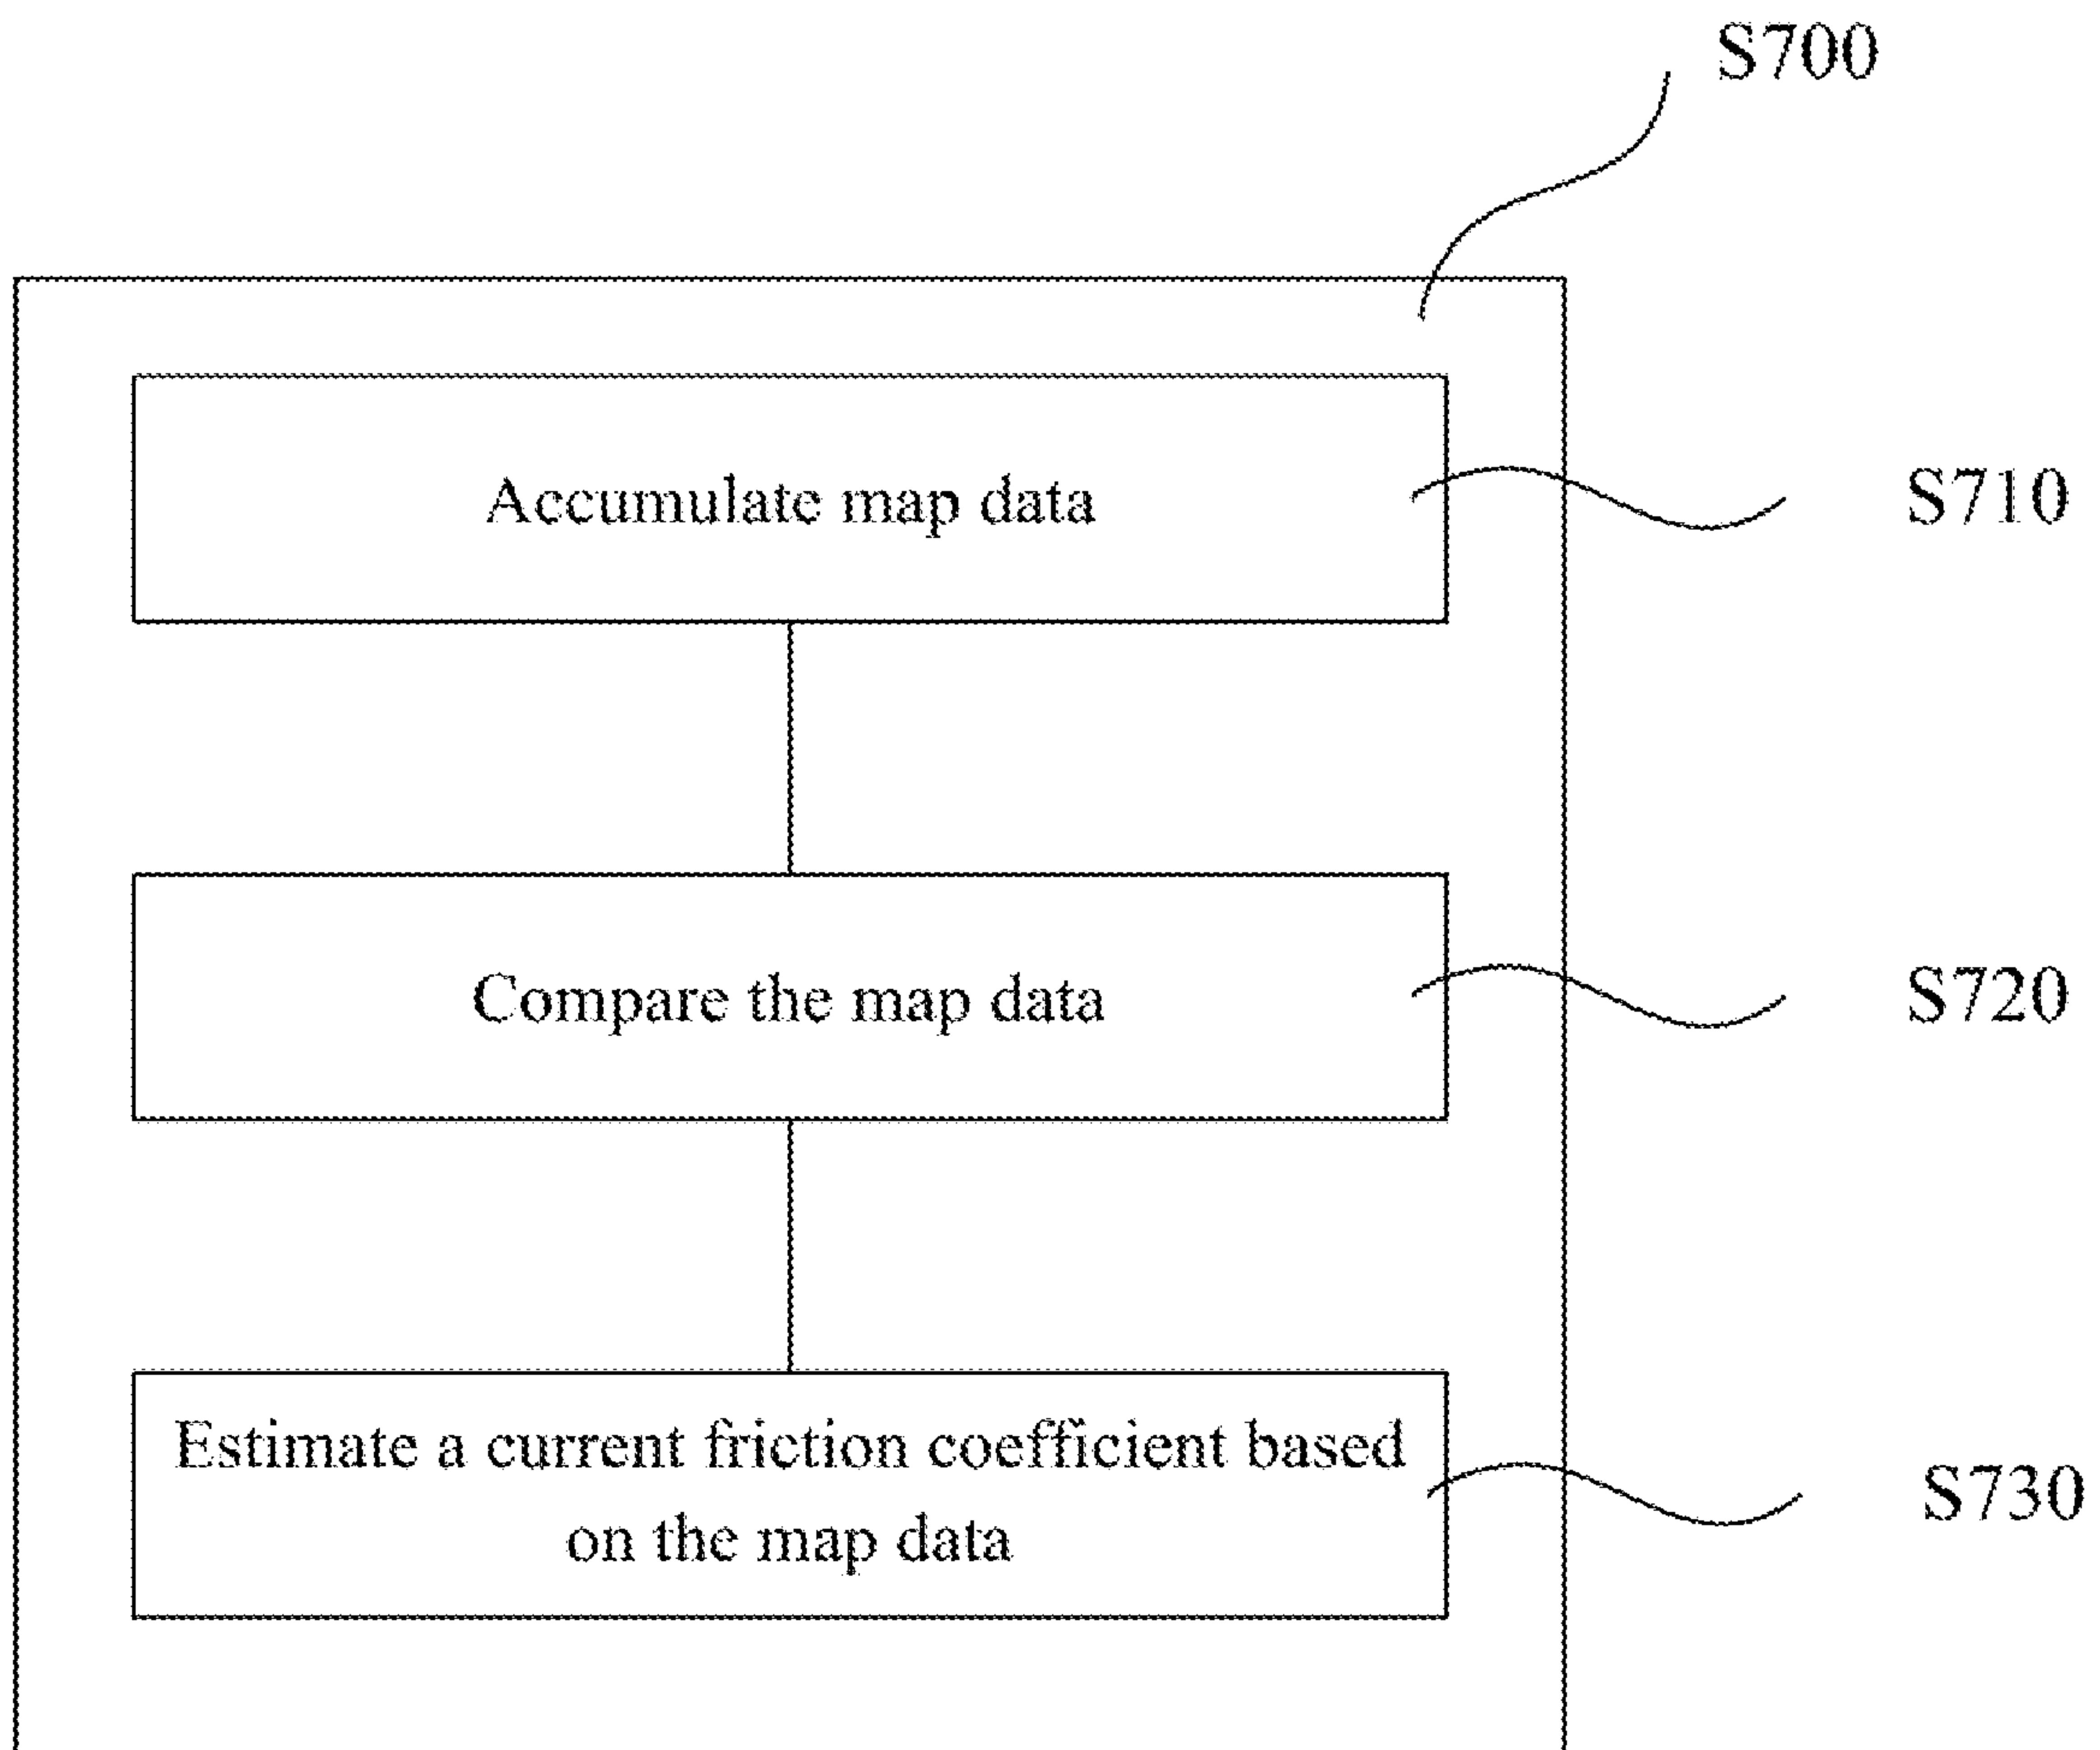 S700
Accumulate map data
S710
Compare the map data
S720
Estimate a current friction coefficient based
on the map data
S730